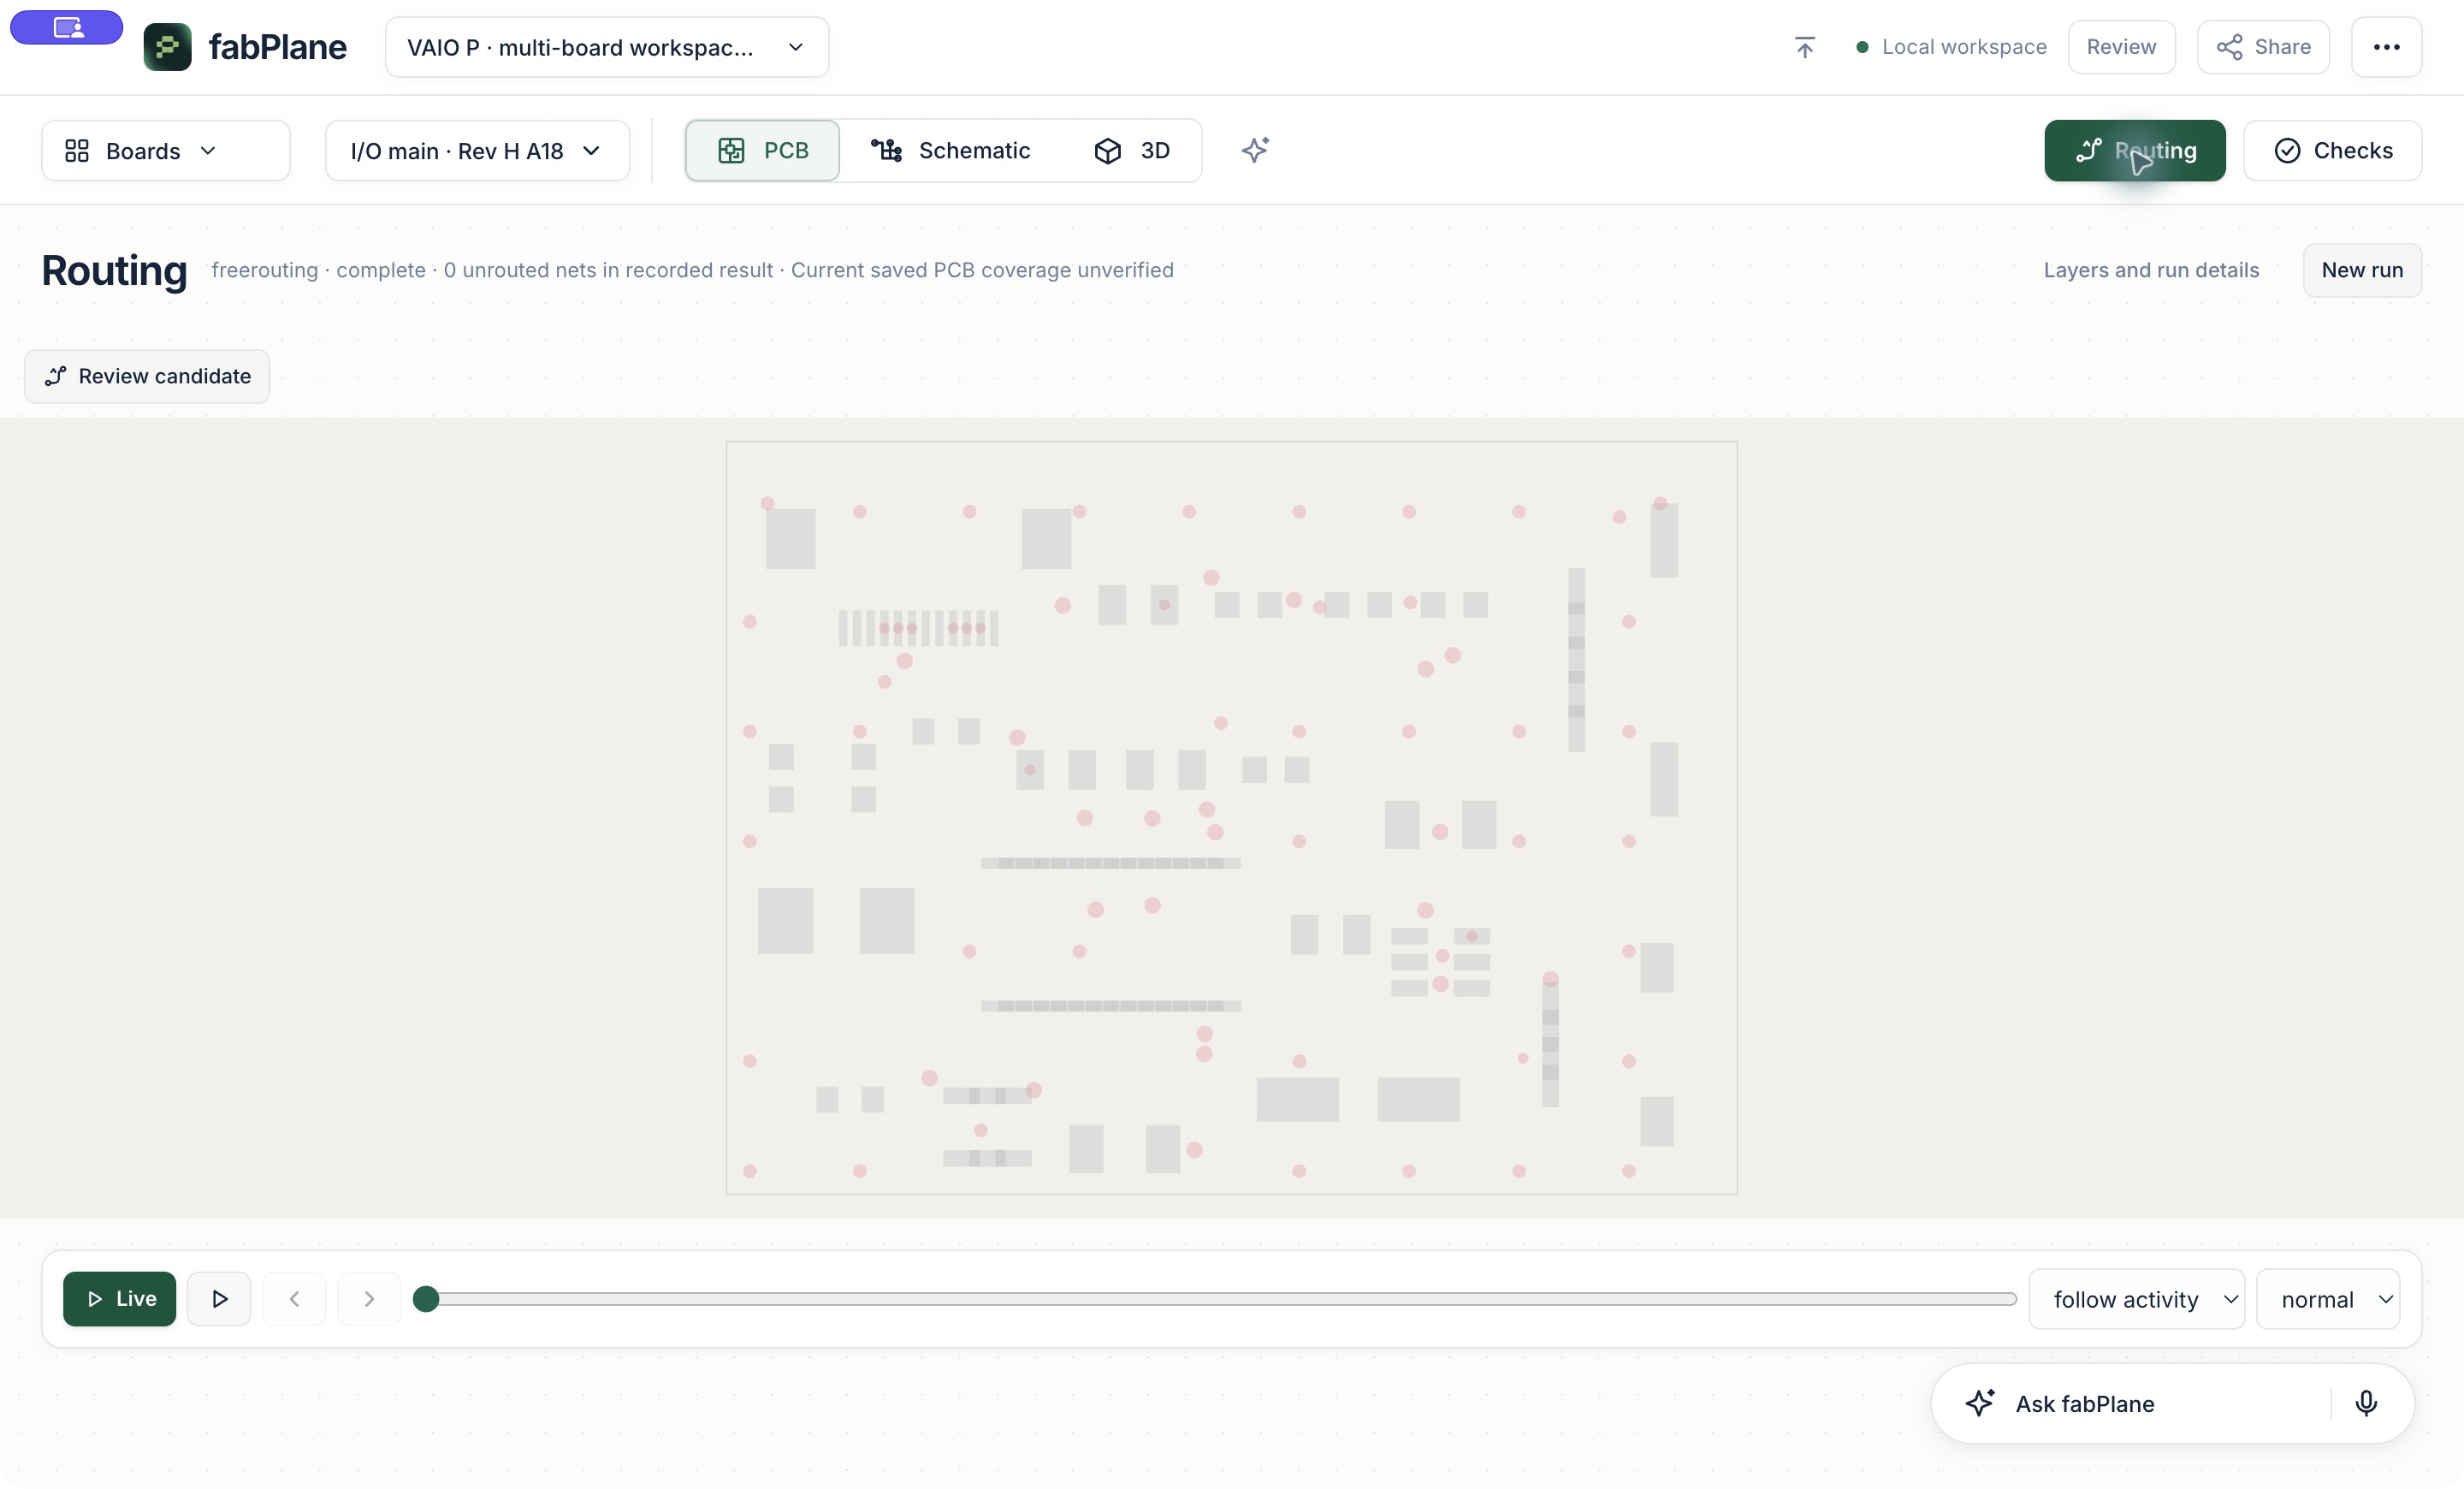 fabPlane
VAIO P · multi-board workspac...
Local workspace
Review
Share
Boards
I/O main · Rev H A18
PCB
Schematic
3D
Routing
Checks
Routing
freerouting · complete · 0 unrouted nets in recorded result · Current saved PCB coverage unverified
Layers and run details
New run
Review candidate
Live
follow activity
normal
Ask fabPlane